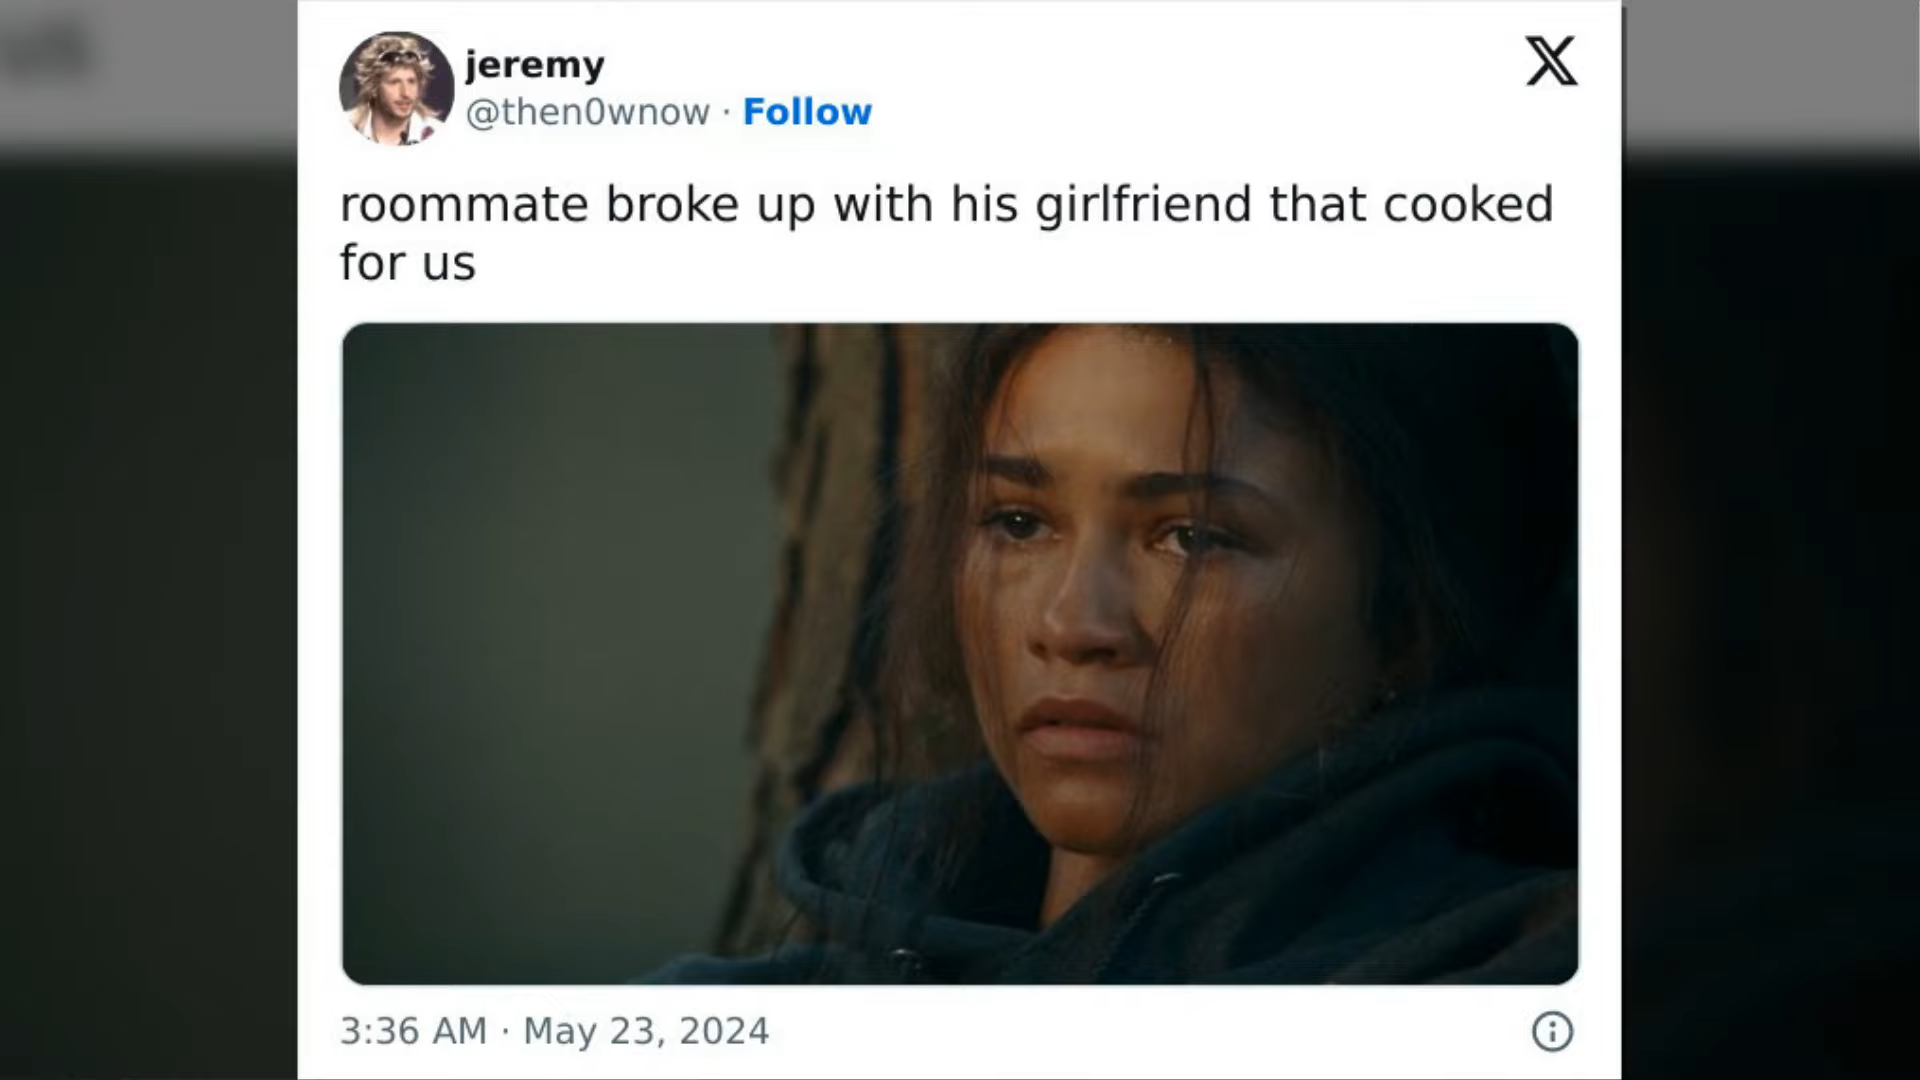 jeremy
@then0wnow · Follow
roommate broke up with his girlfriend that cooked
for us
3:36 AM · May 23, 2024